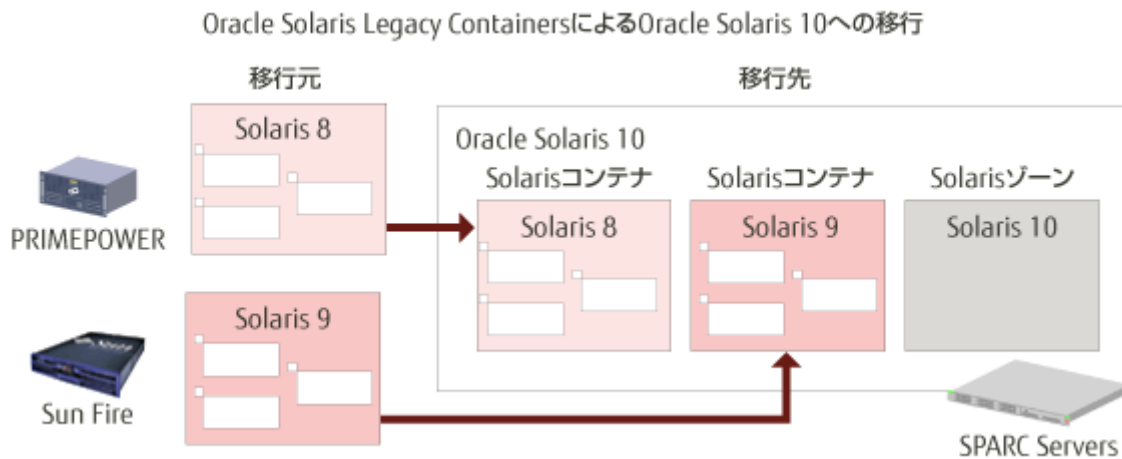 Oracle Solaris Legacy ContainersによるOracle Solaris 10への移行
移行元
移行先
Solaris 8
PRIMEPOWER
Solaris 9
Sun Fire
Oracle Solaris 10
Solarisコンテナ
Solaris 8
Solarisコンテナ
Solaris 9
Solarisゾーン
Solaris 10
SPARC Servers